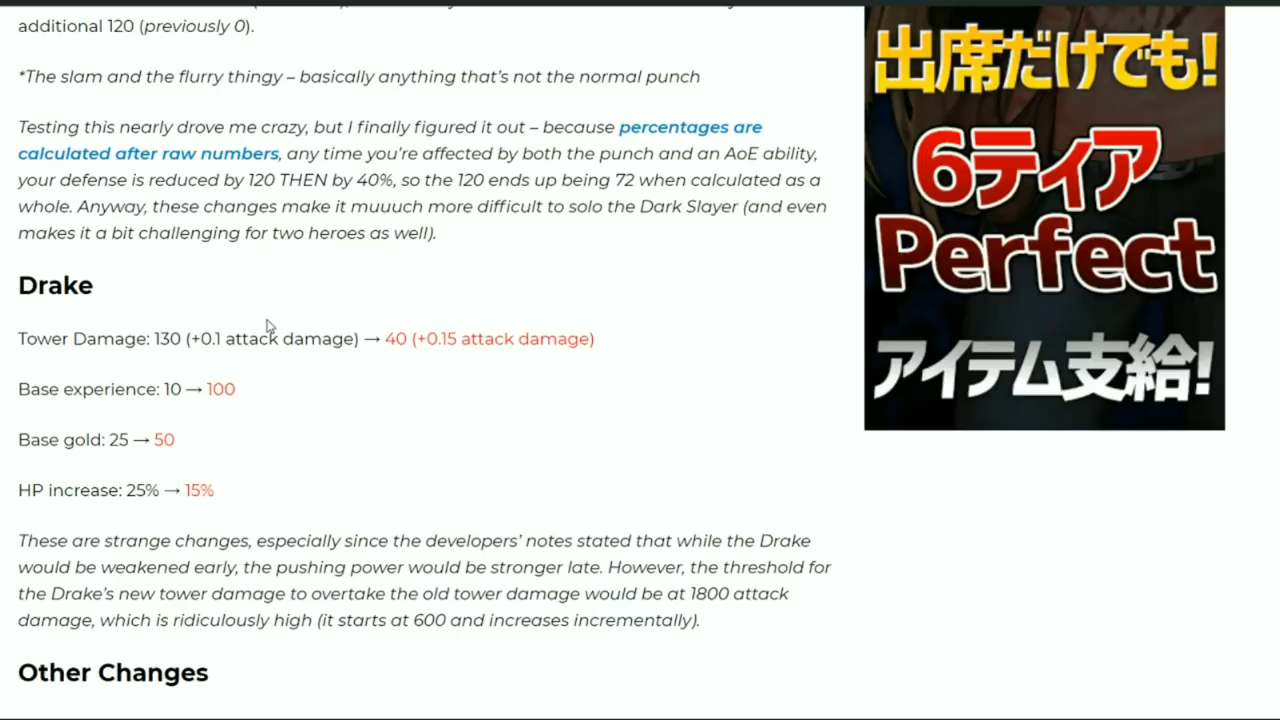 additional 120 (previously 0).
*The slam and the flurry thingy – basically anything that's not the normal punch
Testing this nearly drove me crazy, but I finally figured it out – because percentages are
calculated after raw numbers, any time you're affected by both the punch and an AoE ability,
your defense is reduced by 120 THEN by 40%, so the 120 ends up being 72 when calculated as a
whole. Anyway, these changes make it muuuch more difficult to solo the Dark Slayer (and even
makes it a bit challenging for two heroes as well).
Drake
Tower Damage: 130 (+0.1 attack damage) → 40 (+0.15 attack damage)
Base experience: 10 → 100
Base gold: 25 → 50
HP increase: 25% → 15%
These are strange changes, especially since the developers' notes stated that while the Drake
would be weakened early, the pushing power would be stronger late. However, the threshold for
the Drake's new tower damage to overtake the old tower damage would be at 1800 attack
damage, which is ridiculously high (it starts at 600 and increases incrementally).
Other Changes
出席だけでも!
6ティア
Perfect
アイテム支給!